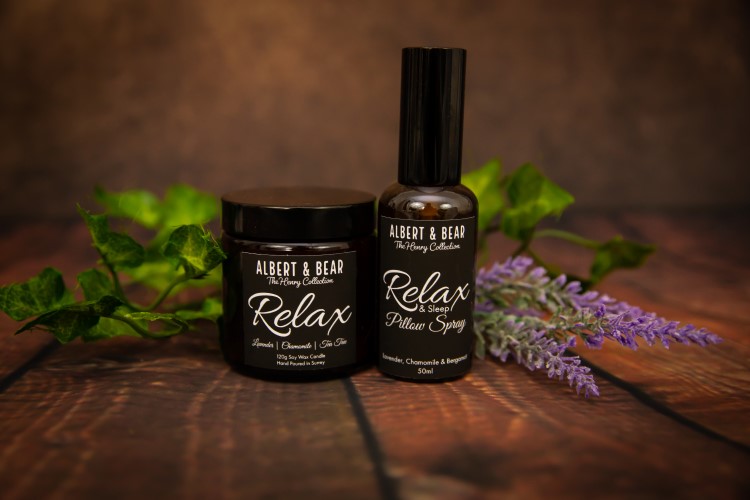 ALBERT & BEAR
The Henry Collection
Relax
Lavender | Chamomile | Tea Tree
120g Soy Wax Candle
Hand Poured in Surrey
ALBERT & BEAR
The Henry Collection
Relax
& Sleep
Pillow Spray
Lavender, Chamomile & Bergamot
50ml